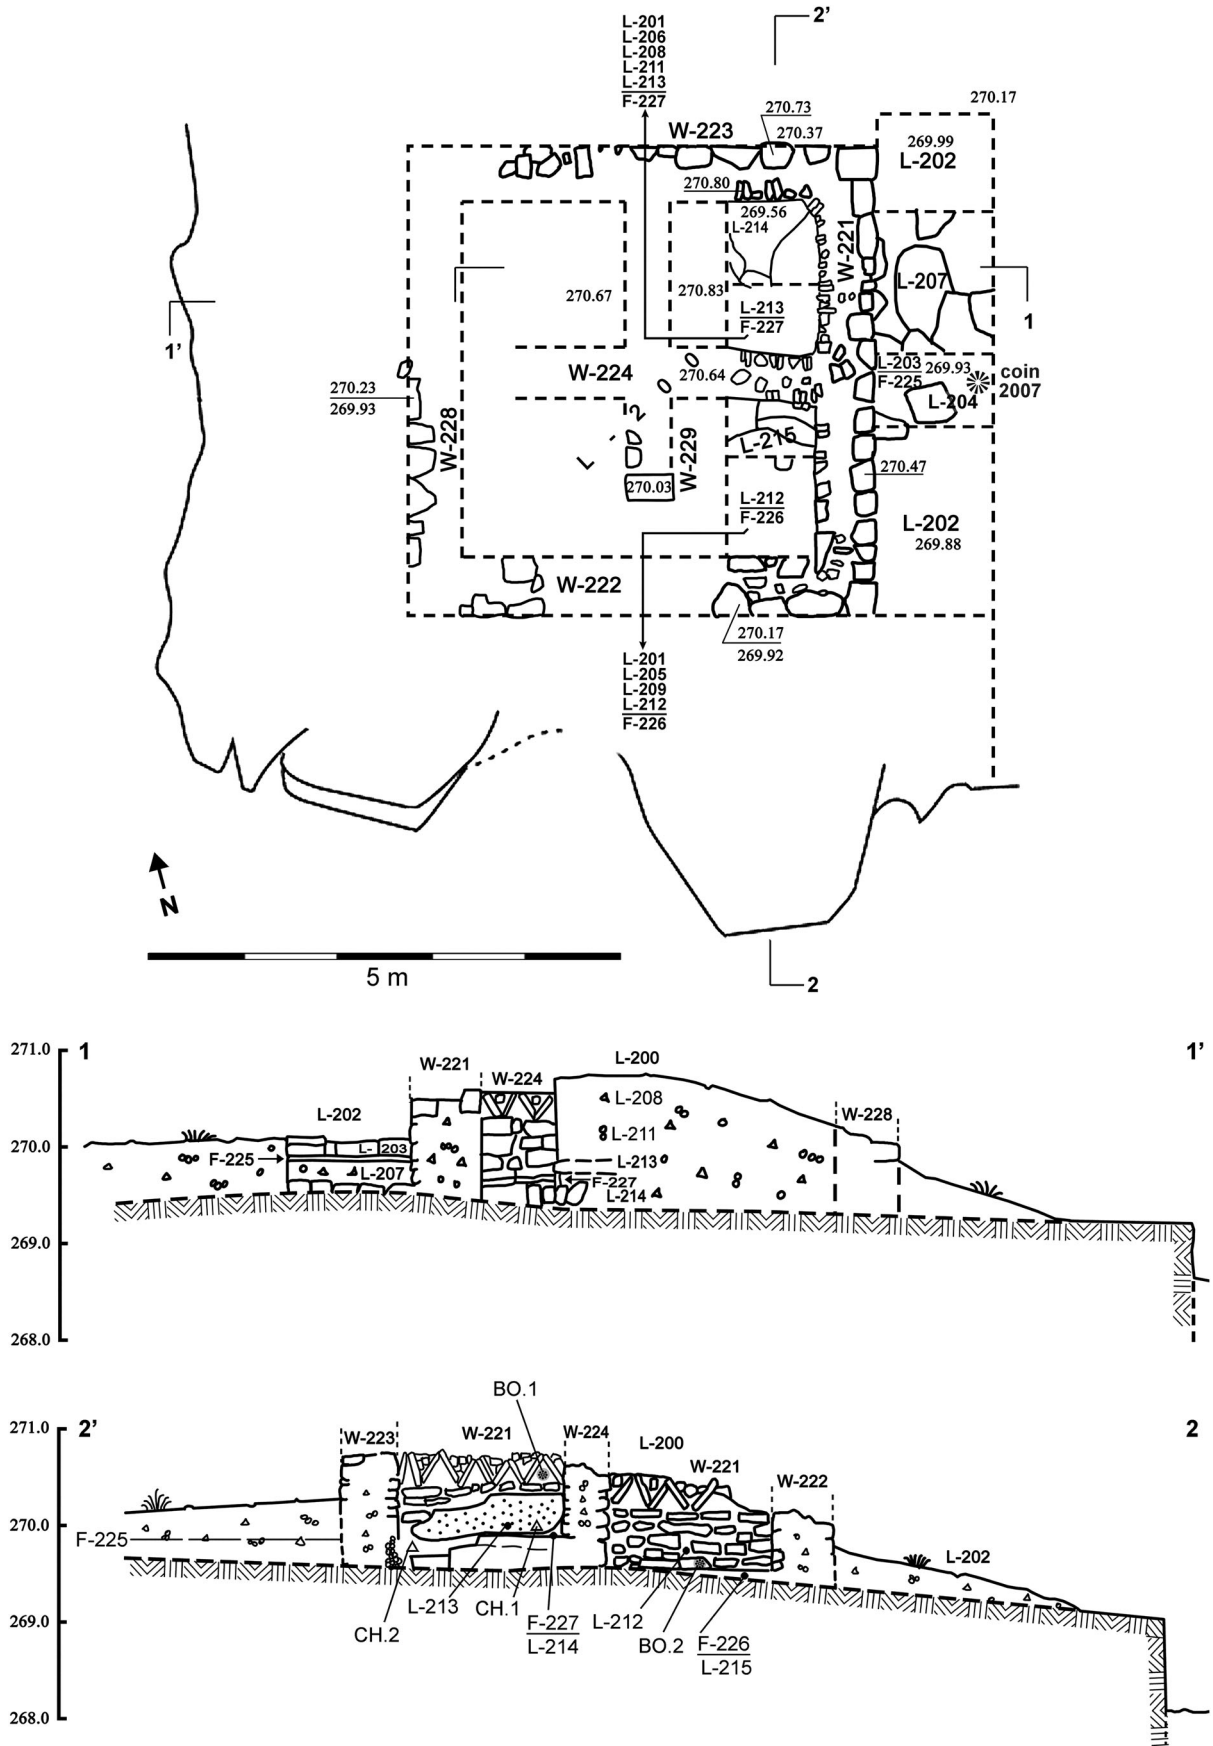 L-201
L-206
L-208
L-211
L-213
F-227
2'
270.17
270.73
270.37
W-223
269.99
L-202
270.80
269.56
L-214
W-221
L-207
270.67
270.83
L-213
F-227
1
1'
W-224
270.64
L-203
F-225
269.93
coin
2007
L-204
270.23
269.93
W-228
L - 2
W-229
L-215
270.03
270.47
L-212
F-226
L-202
269.88
W-222
270.17
269.92
L-201
L-205
L-209
L-212
F-226
N
5 m
2
271.0
1
W-221
L-200
1'
W-224
L-208
L-202
W-228
270.0
L-203
L-211
F-225
L-213
L-207
F-227
L-214
269.0
268.0
BO.1
271.0
2'
W-223
W-221
W-224
L-200
2
W-221
W-222
270.0
F-225
L-202
L-213
CH.1
F-227
L-214
L-212
269.0
CH.2
BO.2
F-226
L-215
268.0